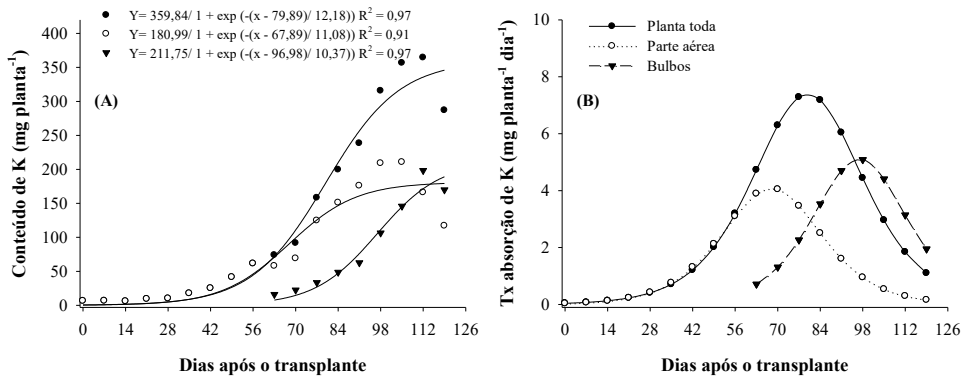 Y= 359,84/ 1 + exp (-(x - 79,89)/ 12,18)) R² = 0,97
Y= 180,99/ 1 + exp (-(x - 67,89)/ 11,08)) R² = 0,91
Y= 211,75/ 1 + exp (-(x - 96,98)/ 10,37)) R² = 0,97
(A)
Conteúdo de K (mg planta⁻¹)
400
350
300
250
200
150
100
50
0
0 14 28 42 56 70 84 98 112 126
Dias após o transplante
Planta toda
Parte aérea
Bulbos
(B)
Tx absorção de K (mg planta⁻¹ dia⁻¹)
10
8
6
4
2
0
0 14 28 42 56 70 84 98 112 126
Dias após o transplante